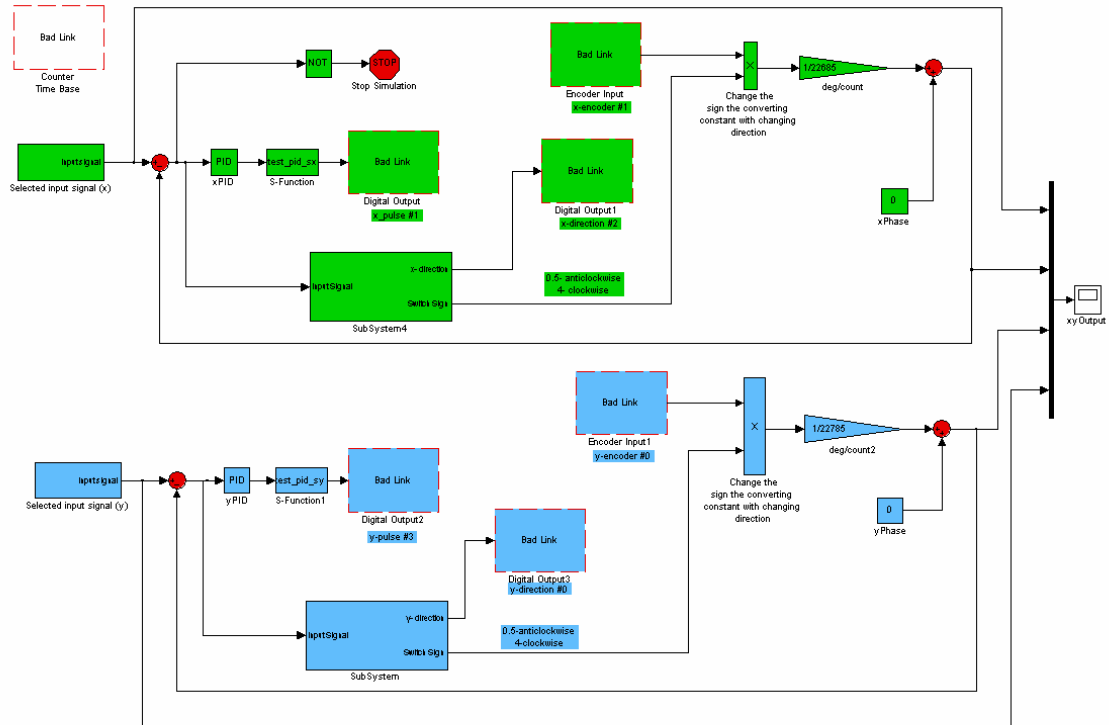 Bad Link
Counter
Time Base
NOT
STOP
Stop Simulation
Bad Link
Encoder Input
x-encoder #1
X
Change the
sign the converting
constant with changing
direction
1/22685
deg/count
Inputsignal
Selected input signal (x)
PID
xPID
test_pid_sx
S-Function
Bad Link
Digital Output
x_pulse #1
Bad Link
Digital Output1
x-direction #2
0
xPhase
InputSignal
x- direction
Switch Sign
SubSystem4
0.5- anticlockwise
4- clockwise
xyOutput
Bad Link
Encoder Input1
y-encoder #0
X
Change the
sign the converting
constant with changing
direction
1/22785
deg/count2
Inputsignal
Selected input signal (y)
PID
yPID
test_pid_sy
S-Function1
Bad Link
Digital Output2
y-pulse #3
Bad Link
Digital Output3
y-direction #0
0
yPhase
InputSignal
y- direction
Switch Sign
SubSystem
0.5-anticlockwise
4-clockwise